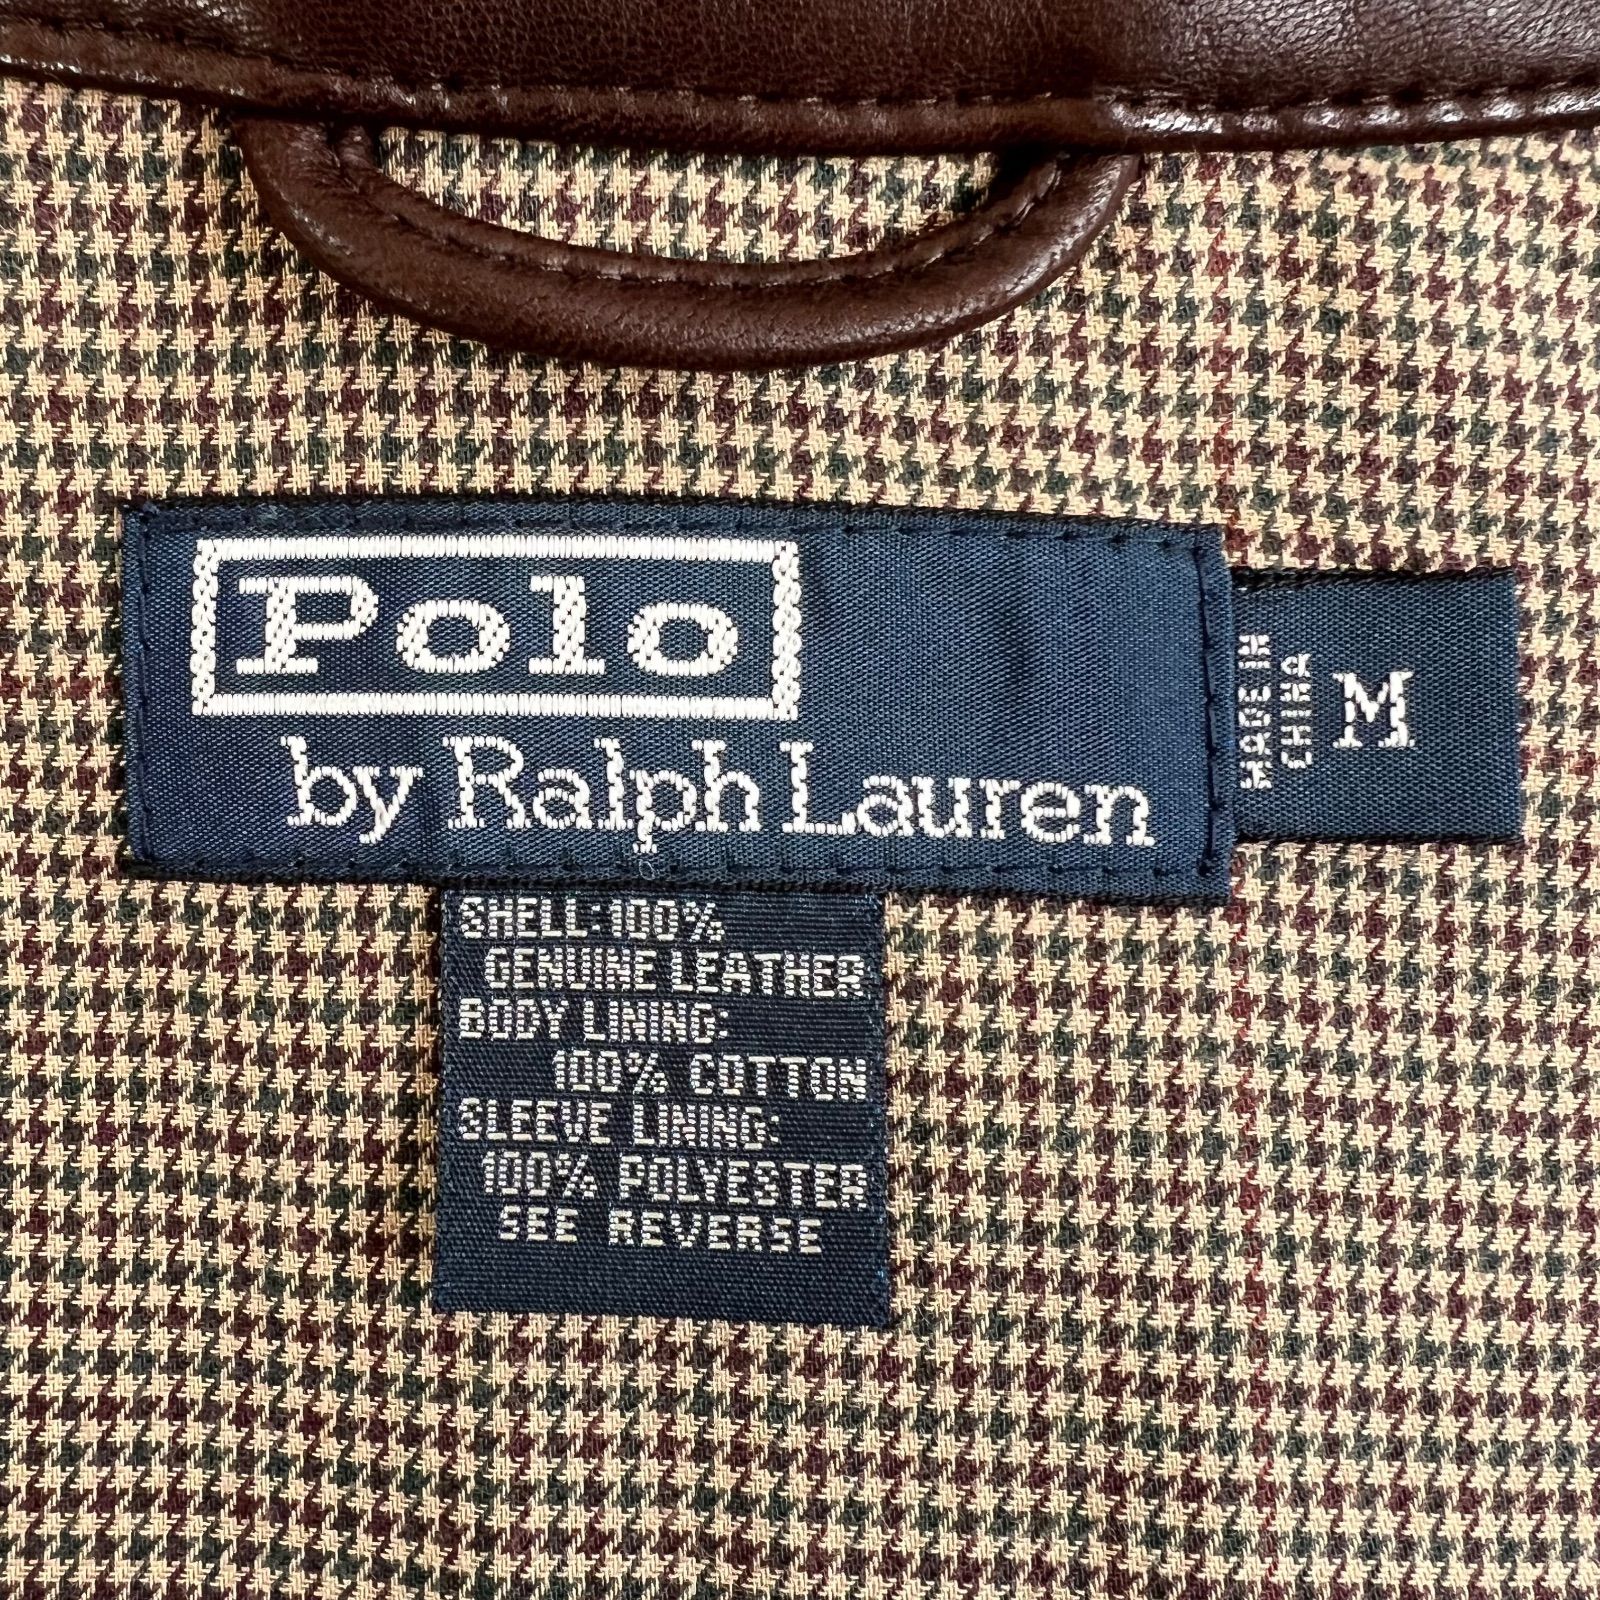 Polo
by Ralph Lauren
MADE IN
CHINA
M
SHELL: 100%
GENUINE LEATHER
BODY LINING:
100% COTTON
SLEEVE LINING:
100% POLYESTER
SEE REVERSE